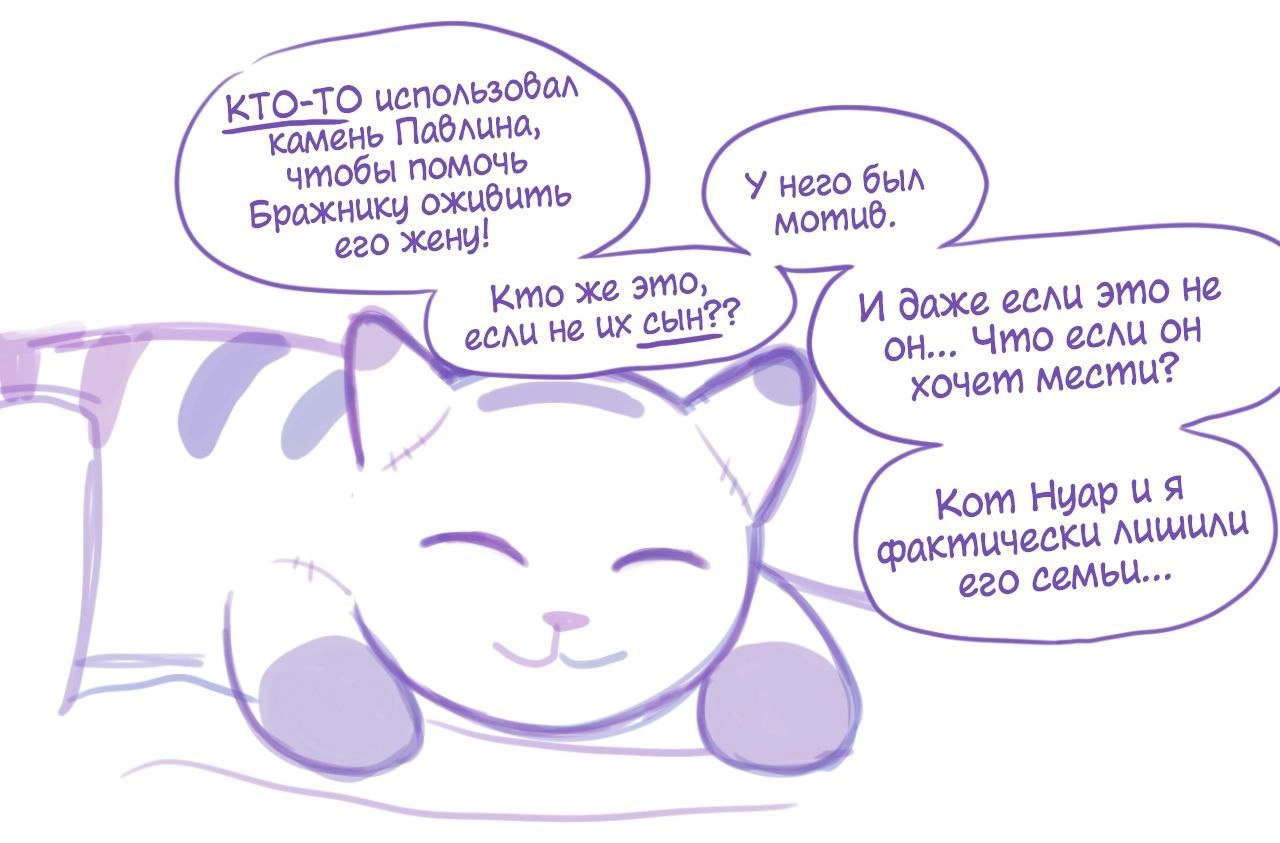 КТО-ТО использовал
камень Павлина,
чтобы помочь
Бражнику оживить
его жену!
Кто же это,
если не их сын??
У него был
мотив.
И даже если это не
он... Что если он
хочет мести?
Кот Нуар и я
фактически лишили
его семьи...